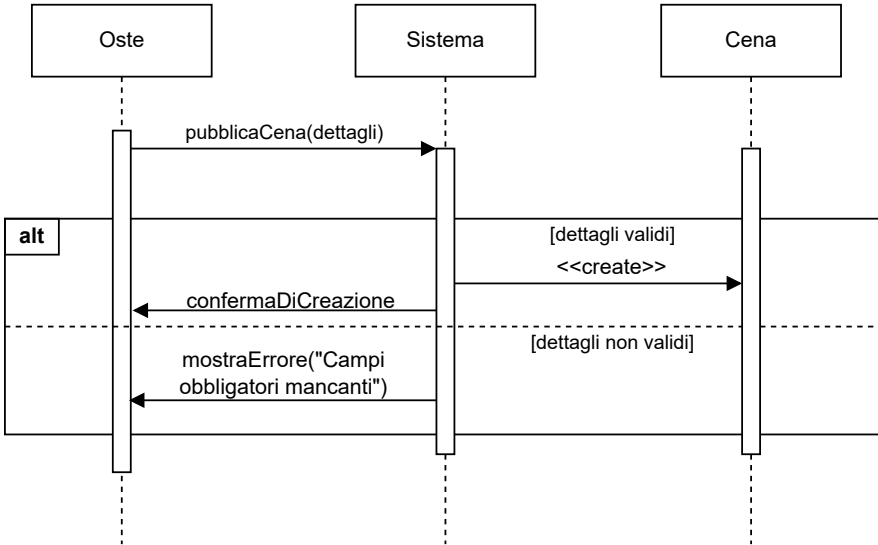 Oste
Sistema
Cena
pubblicaCena(dettagli)
alt
[dettagli validi]
<<create>>
confermaDiCreazione
[dettagli non validi]
mostraErrore("Campi
obbligatori mancanti")